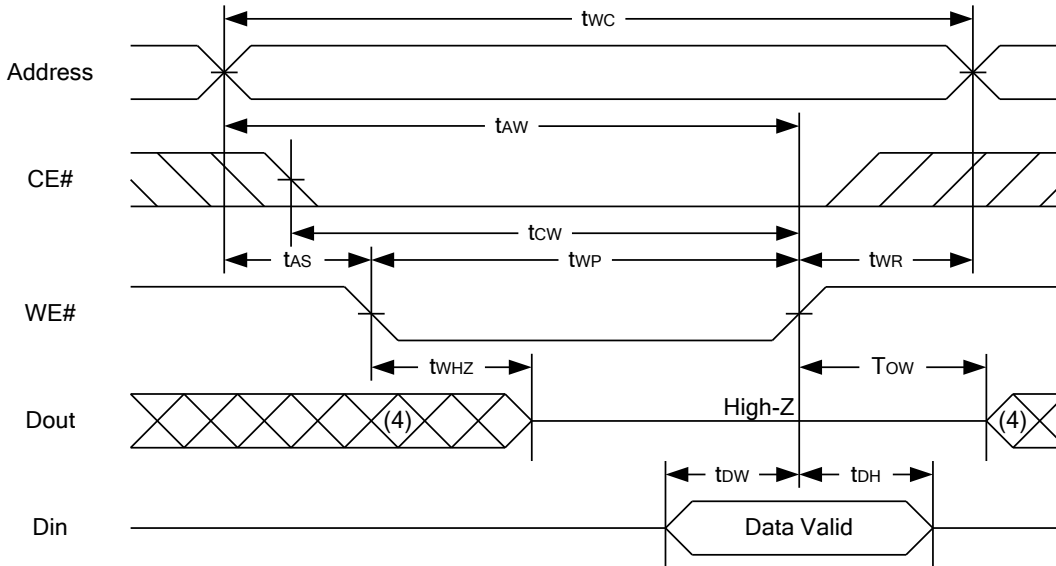 tWC
Address
tAW
CE#
tCW
tAS tWP tWR
WE#
tWHZ TOW
High-Z
Dout (4) (4)
tDW tDH
Din Data Valid